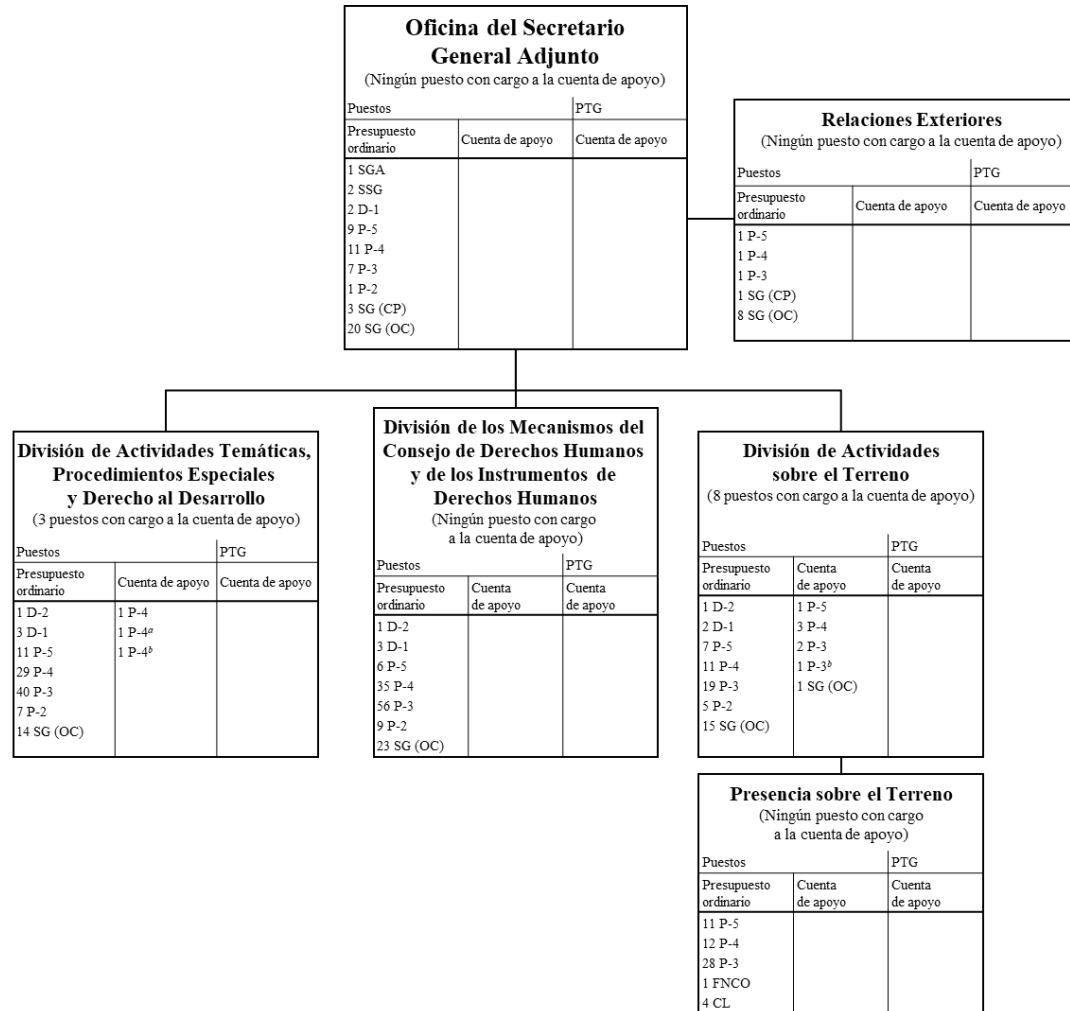 Oficina del Secretario
General Adjunto
(Ningún puesto con cargo a la cuenta de apoyo)
Puestos PTG
Presupuesto
ordinario Cuenta de apoyo Cuenta de apoyo
1 SGA
2 SSG
2 D-1
9 P-5
11 P-4
7 P-3
1 P-2
3 SG (CP)
20 SG (OC)
Relaciones Exteriores
(Ningún puesto con cargo a la cuenta de apoyo)
Puestos PTG
Presupuesto
ordinario Cuenta de apoyo Cuenta de apoyo
1 P-5
1 P-4
1 P-3
1 SG (CP)
8 SG (OC)
División de Actividades Temáticas,
Procedimientos Especiales
y Derecho al Desarrollo
(3 puestos con cargo a la cuenta de apoyo)
Puestos PTG
Presupuesto
ordinario Cuenta de apoyo Cuenta de apoyo
1 D-2 1 P-4
3 D-1 1 P-4ᵃ
11 P-5 1 P-4ᵇ
29 P-4
40 P-3
7 P-2
14 SG (OC)
División de los Mecanismos del
Consejo de Derechos Humanos
y de los Instrumentos de
Derechos Humanos
(Ningún puesto con cargo
a la cuenta de apoyo)
Puestos PTG
Presupuesto Cuenta Cuenta
ordinario de apoyo de apoyo
1 D-2
3 D-1
6 P-5
35 P-4
56 P-3
9 P-2
23 SG (OC)
División de Actividades
sobre el Terreno
(8 puestos con cargo a la cuenta de apoyo)
Puestos PTG
Presupuesto Cuenta Cuenta
ordinario de apoyo de apoyo
1 D-2 1 P-5
2 D-1 3 P-4
7 P-5 2 P-3
11 P-4 1 P-3ᵇ
19 P-3 1 SG (OC)
5 P-2
15 SG (OC)
Presencia sobre el Terreno
(Ningún puesto con cargo
a la cuenta de apoyo)
Puestos PTG
Presupuesto Cuenta Cuenta
ordinario de apoyo de apoyo
11 P-5
12 P-4
28 P-3
1 FNCO
4 CL